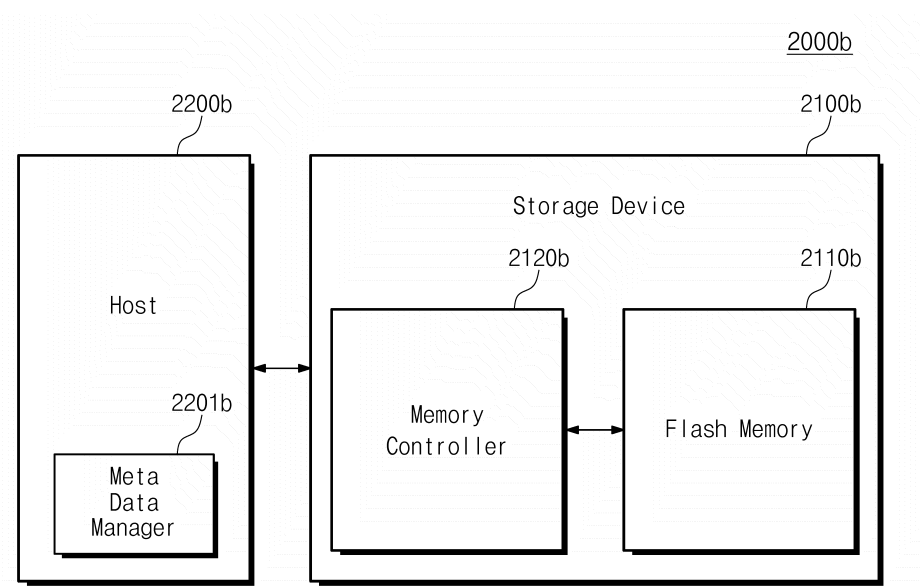 2000b
2200b
2100b
Storage Device
2120b
2110b
Host
2201b
Memory
Controller
Flash Memory
Meta
Data
Manager